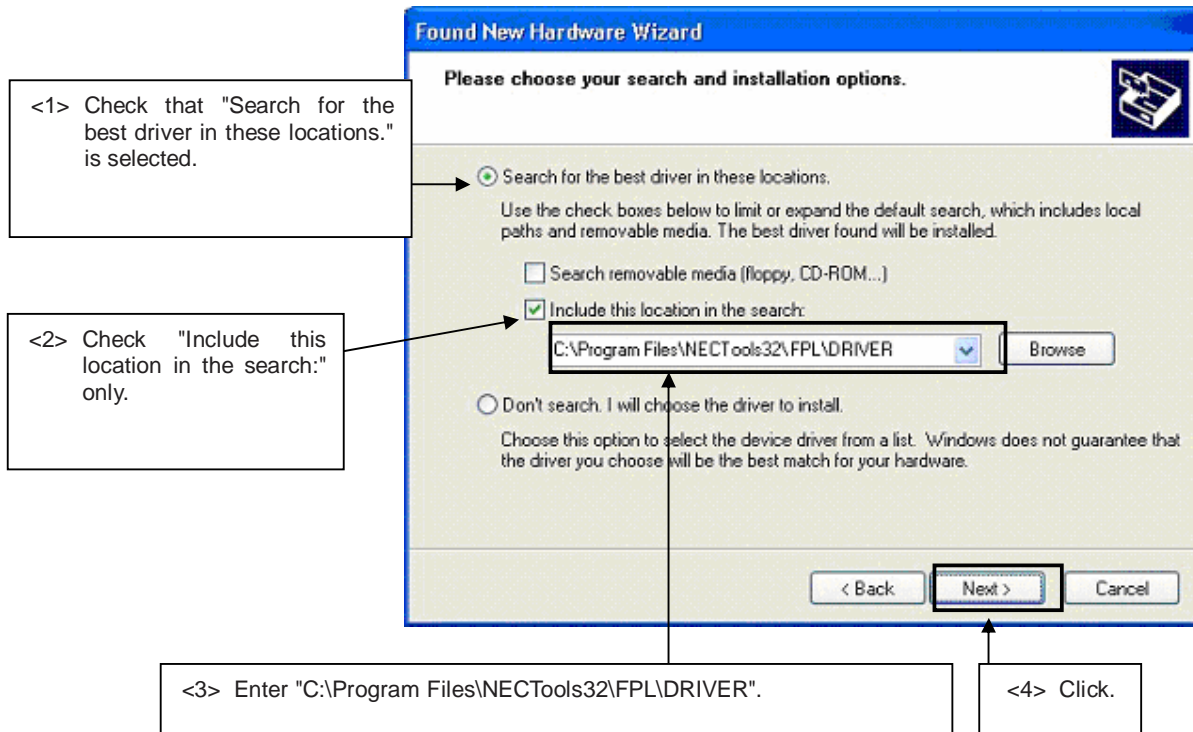 Found New Hardware Wizard
Please choose your search and installation options.
<1> Check that "Search for the
best driver in these locations."
is selected.
Search for the best driver in these locations.
Use the check boxes below to limit or expand the default search, which includes local
paths and removable media. The best driver found will be installed.
Search removable media (floppy, CD-ROM...)
Include this location in the search:
<2> Check "Include this
location in the search:"
only.
C:\Program Files\NECTools32\FPL\DRIVER
Browse
Don't search. I will choose the driver to install.
Choose this option to select the device driver from a list. Windows does not guarantee that
the driver you choose will be the best match for your hardware.
< Back
Next >
Cancel
<3> Enter "C:\Program Files\NECTools32\FPL\DRIVER".
<4> Click.